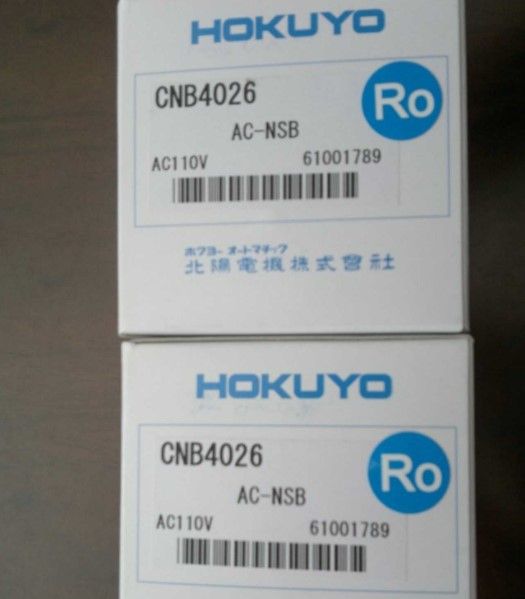 HOKUYO
CNB4026
Ro
AC-NSB
AC110V 61001789
ホクヨー オートマチック
北陽電機株式會社
HOKUYO
CNB4026
Ro
AC-NSB
AC110V 61001789